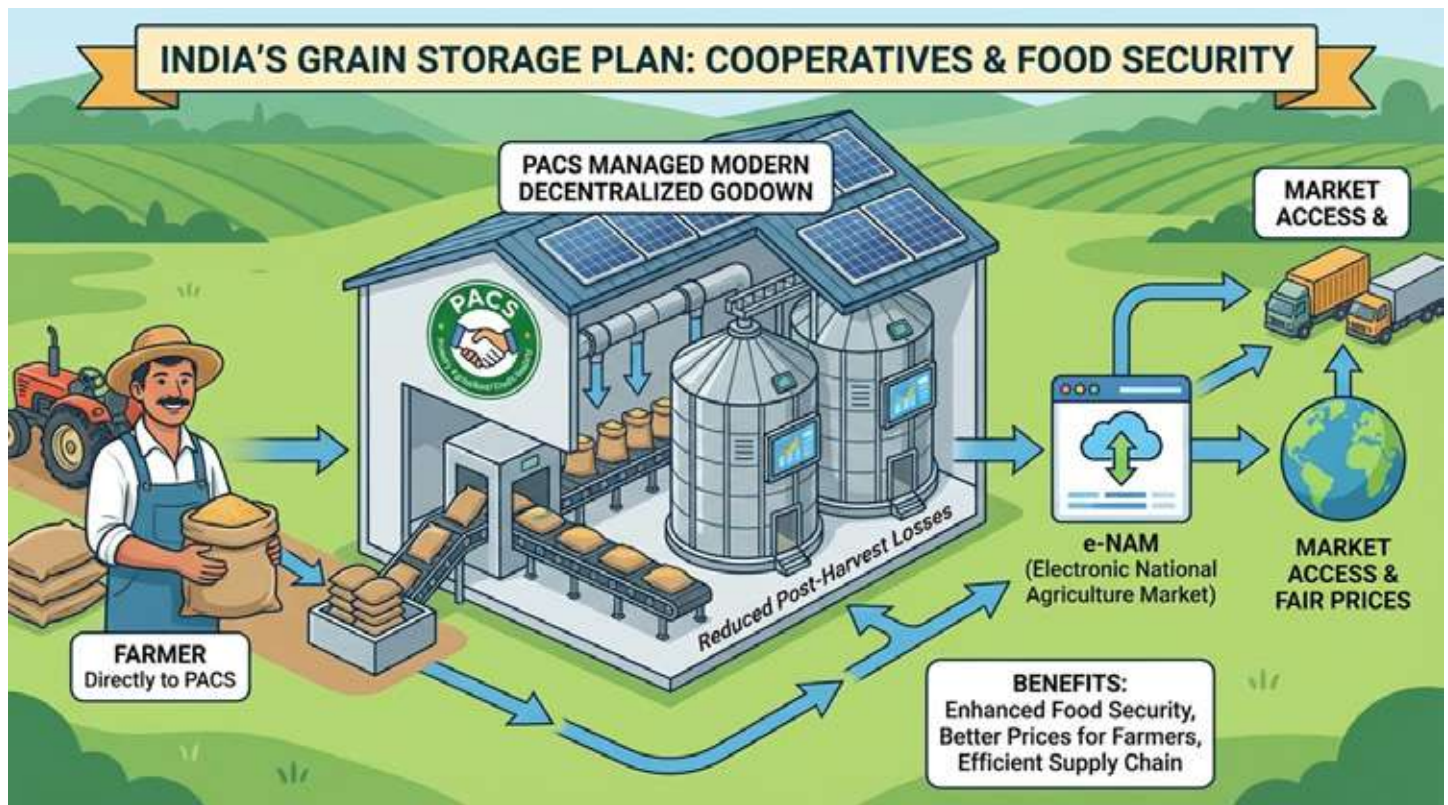 INDIA'S GRAIN STORAGE PLAN: COOPERATIVES & FOOD SECURITY
PACS MANAGED MODERN
DECENTRALIZED GODOWN
MARKET
ACCESS &
PACS
Reduced Post-Harvest Losses
e-NAM
(Electronic National
Agriculture Market)
MARKET
ACCESS &
FAIR PRICES
FARMER
Directly to PACS
BENEFITS:
Enhanced Food Security,
Better Prices for Farmers,
Efficient Supply Chain